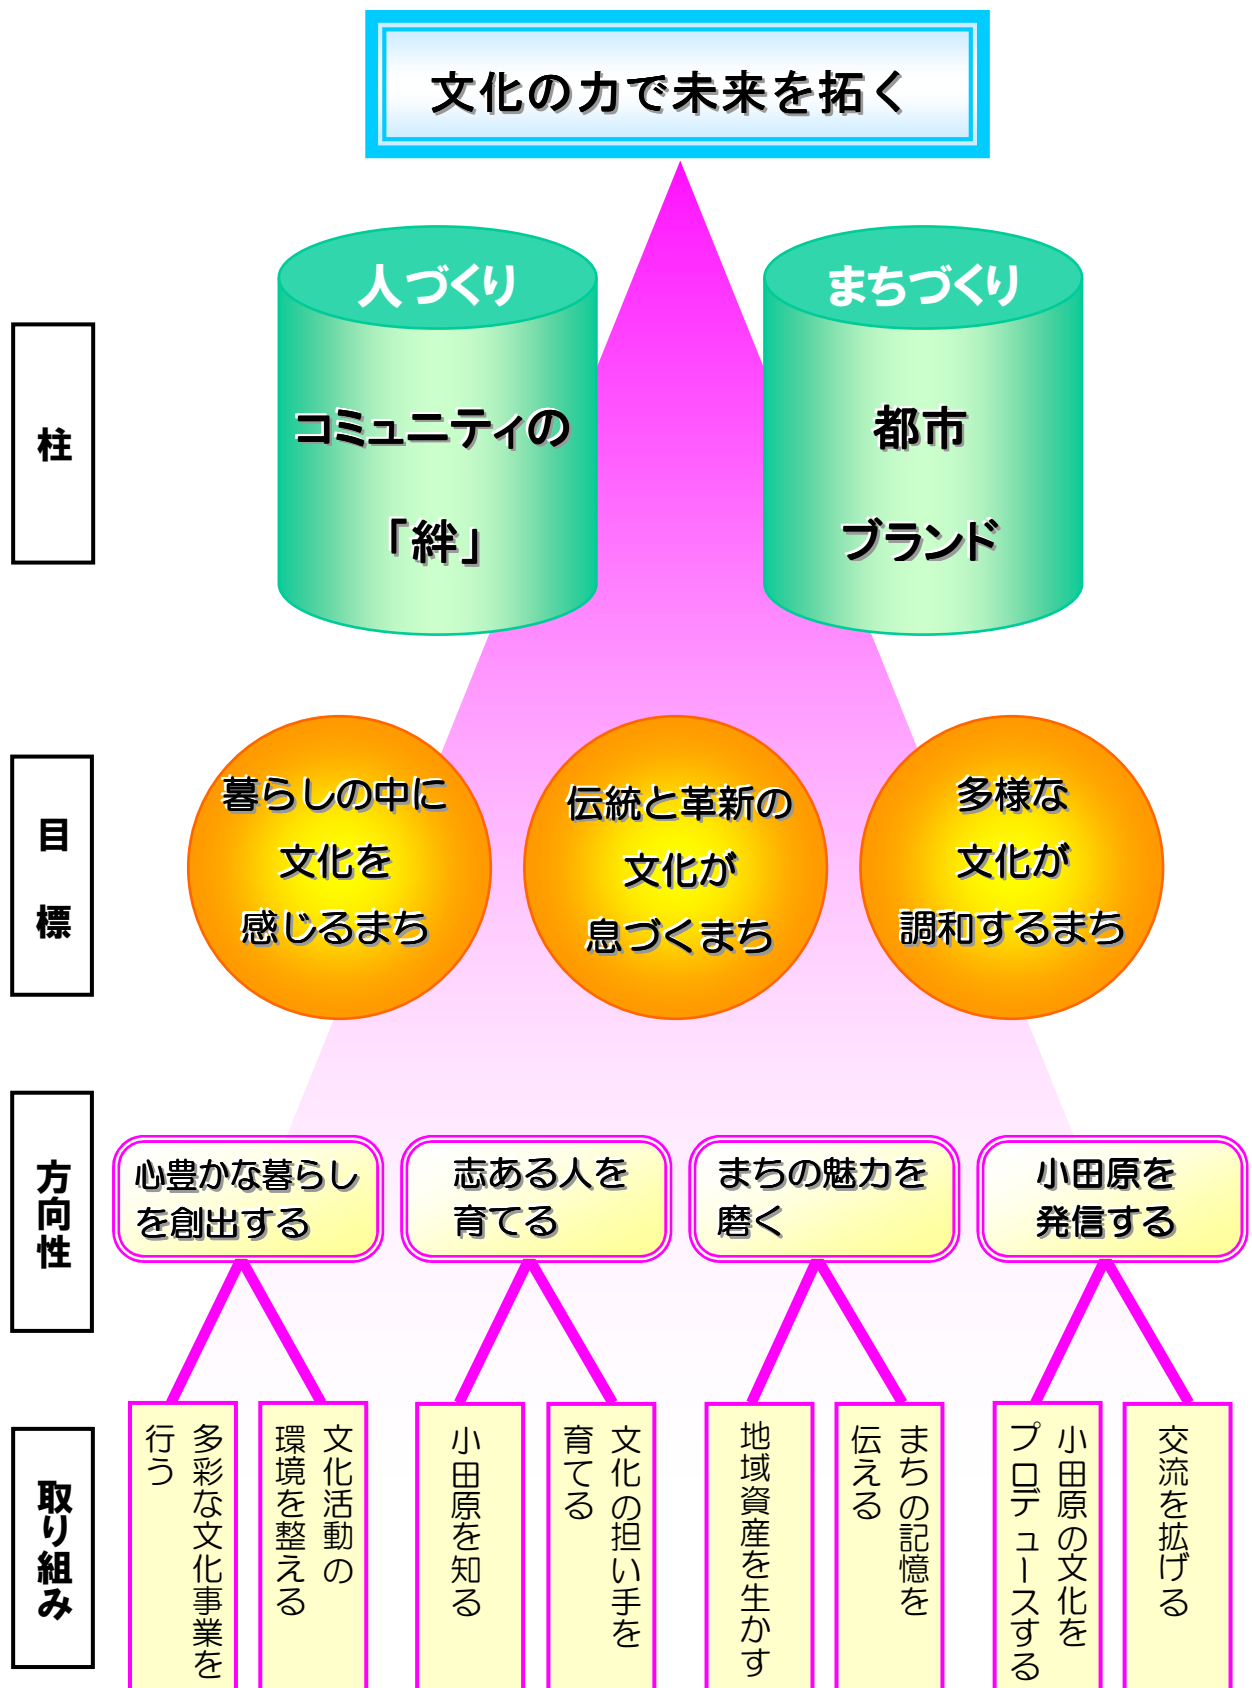 文化の力で未来を拓く
柱
人づくり
コミュニティの
「絆」
まちづくり
都市
ブランド
目標
暮らしの中に
文化を
感じるまち
伝統と革新の
文化が
息づくまち
多様な
文化が
調和するまち
方向性
心豊かな暮らし
を創出する
志ある人を
育てる
まちの魅力を
磨く
小田原を
発信する
取り組み
多彩な文化事業を
行う
文化活動の
環境を整える
小田原を知る
文化の担い手を
育てる
地域資産を生かす
まちの記憶を
伝える
小田原の文化を
プロデュースする
交流を拡げる